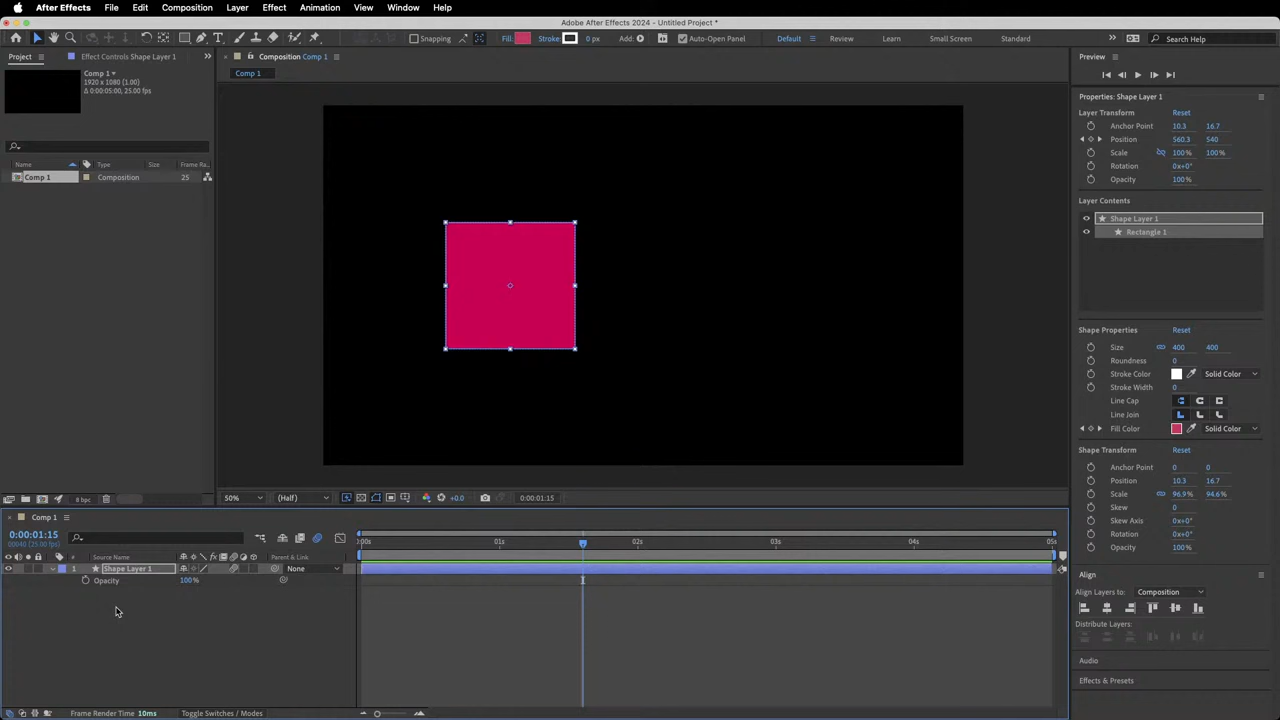 After Effects File Edit Composition Layer Effect Animation View Window Help
Adobe After Effects 2024 - Untitled Project *
Snapping Fill: Stroke: 0 px Add: Auto-Open Panel Default Review Learn Small Screen Standard Search Help
Project Effect Controls Shape Layer 1
Comp 1
1920 x 1080 (1.00)
Δ 0:00:05:00, 25.00 fps
Name Type Size Frame Ra...
Comp 1 Composition 25
8 bpc
Composition Comp 1
Comp 1
50% (Half) +0.0 0:00:01:15
Preview
Properties: Shape Layer 1
Layer Transform Reset
Anchor Point 10.3 16.7
Position 560.3 540
Scale 100% 100%
Rotation 0x+0°
Opacity 100%
Layer Contents
Shape Layer 1
Rectangle 1
Shape Properties Reset
Size 400 400
Roundness 0
Stroke Color Solid Color
Stroke Width 0
Line Cap
Line Join
Fill Color Solid Color
Shape Transform Reset
Anchor Point 0 0
Position 10.3 16.7
Scale 96.9% 94.6%
Skew 0
Skew Axis 0x+0°
Rotation 0x+0°
Opacity 100%
Align
Align Layers to: Composition
Distribute Layers:
Audio
Effects & Presets
Comp 1
0:00:01:15
00040 (25.00 fps)
# Source Name Parent & Link
1 Shape Layer 1 None
Opacity 100%
:00s 01s 02s 03s 04s 05s
Frame Render Time 10ms Toggle Switches / Modes